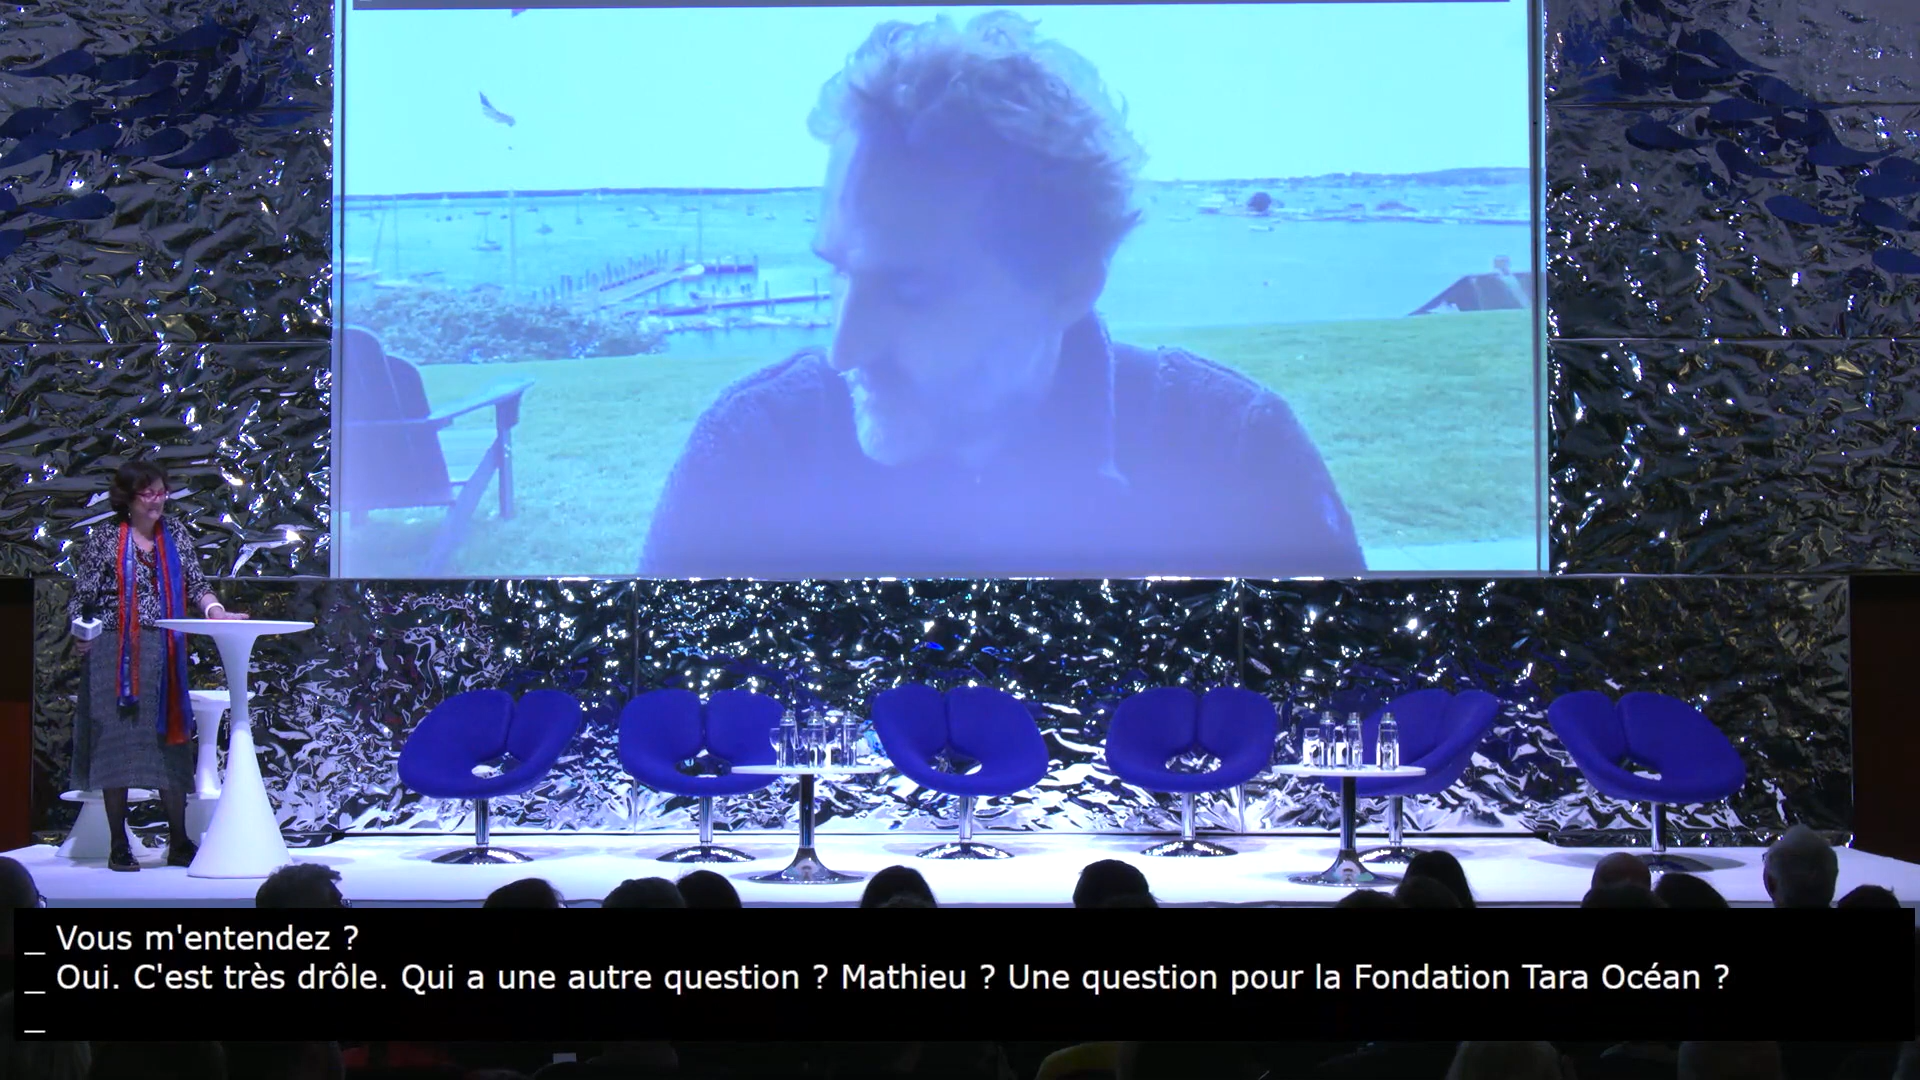 _ Vous m'entendez ?
_ Oui. C'est très drôle. Qui a une autre question ? Mathieu ? Une question pour la Fondation Tara Océan ?
_